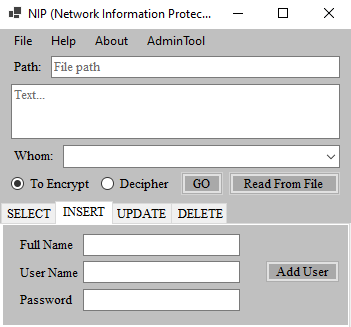 NIP (Network Information Protec...
File Help About AdminTool
Path: File path
Text...
Whom:
To Encrypt Decipher GO Read From File
SELECT INSERT UPDATE DELETE
Full Name
User Name Add User
Password